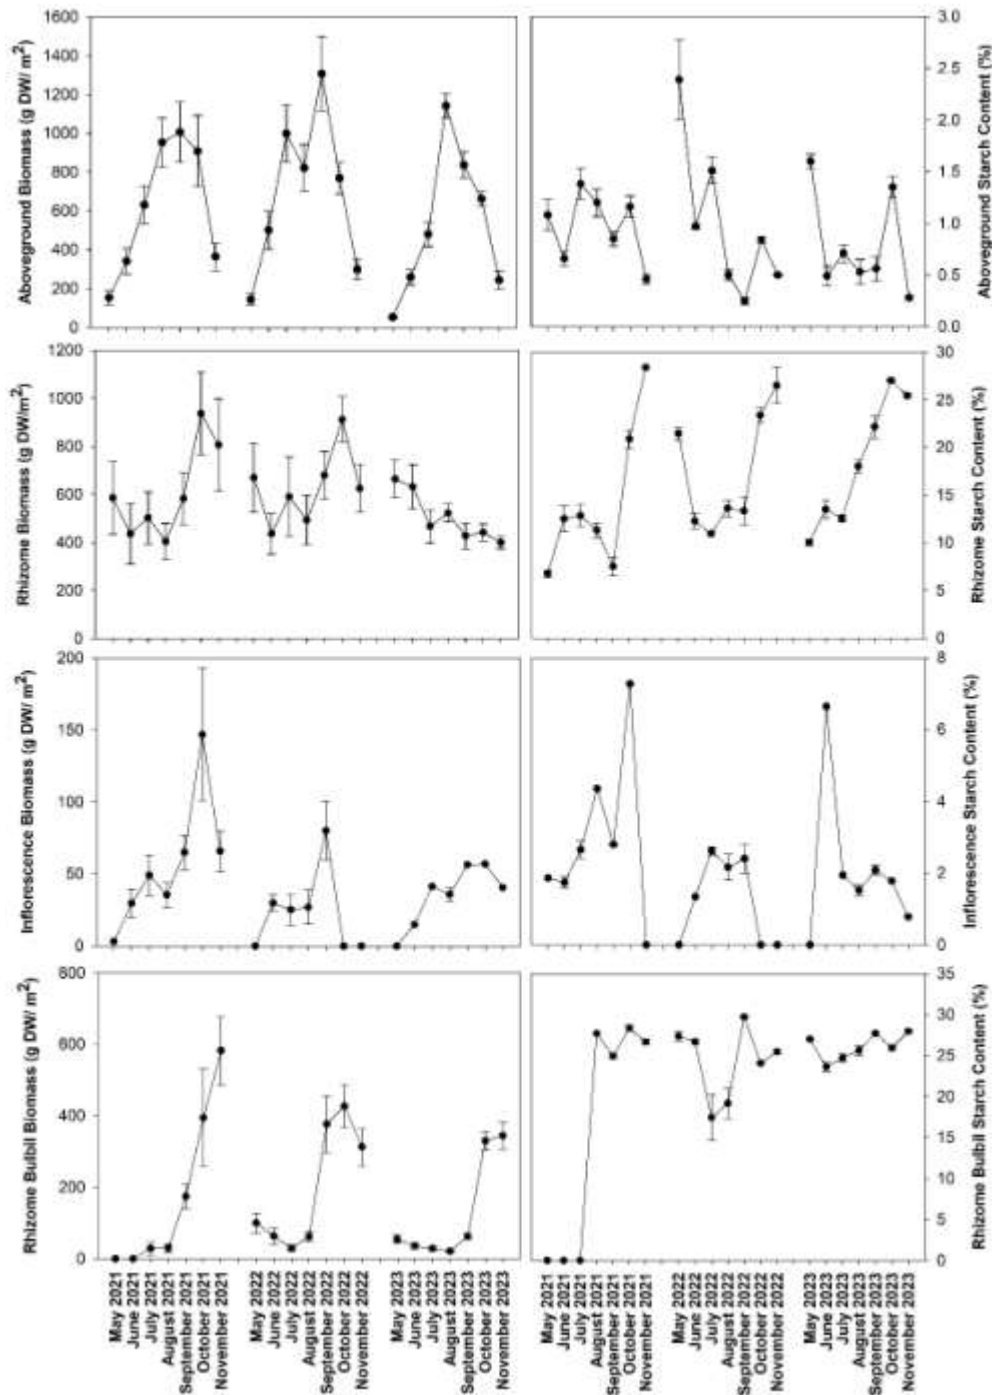 Aboveground Biomass (g DW/ m²)
1600
1400
1200
1000
800
600
400
200
0
3.0
2.5
2.0
1.5
1.0
0.5
0.0
Aboveground Starch Content (%)
Rhizome Biomass (g DW/m²)
1200
1000
800
600
400
200
0
30
25
20
15
10
5
0
Rhizome Starch Content (%)
Inflorescence Biomass (g DW/ m²)
200
150
100
50
0
8
6
4
2
0
Inflorescence Starch Content (%)
Rhizome Bulbil Biomass (g DW/ m²)
800
600
400
200
0
35
30
25
20
15
10
5
0
Rhizome Bulbil Starch Content (%)
May 2021
June 2021
July 2021
August 2021
September 2021
October 2021
November 2021
May 2022
June 2022
July 2022
August 2022
September 2022
October 2022
November 2022
May 2023
June 2023
July 2023
August 2023
September 2023
October 2023
November 2023
May 2021
June 2021
July 2021
August 2021
September 2021
October 2021
November 2021
May 2022
June 2022
July 2022
August 2022
September 2022
October 2022
November 2022
May 2023
June 2023
July 2023
August 2023
September 2023
October 2023
November 2023